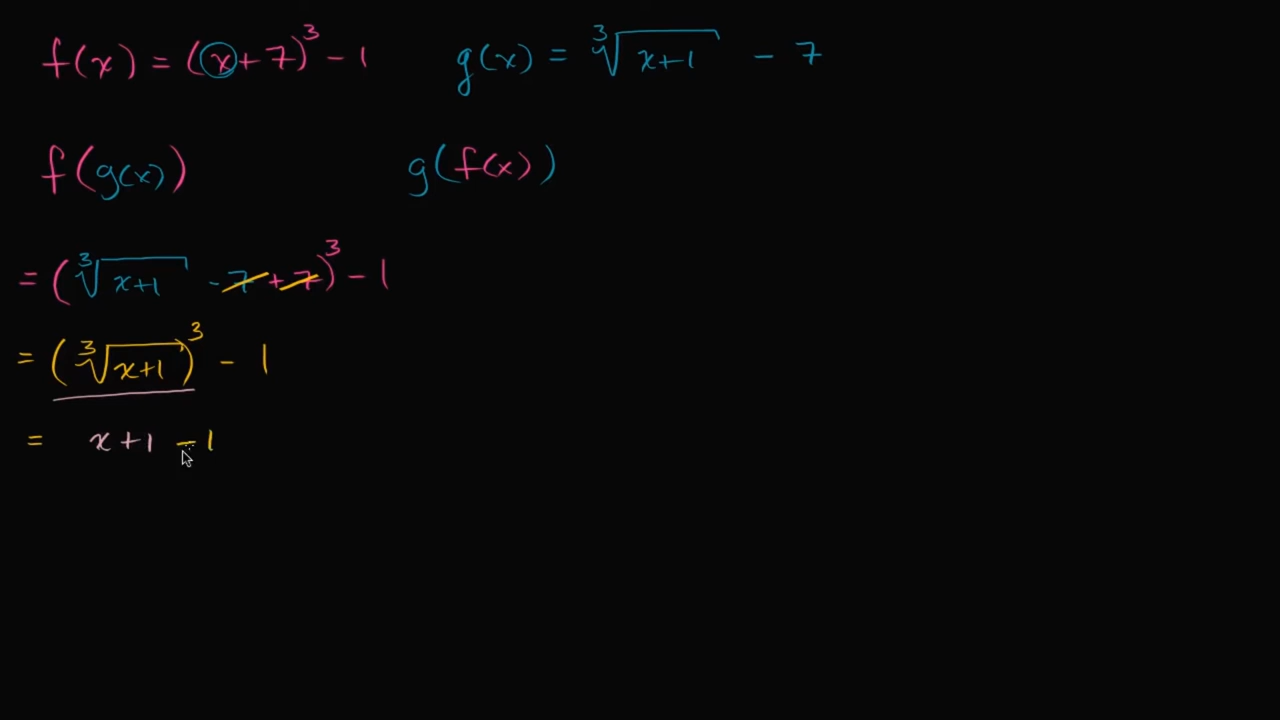 f(x) = (x+7)³ - 1 g(x) = ∛(x+1) - 7
f(g(x)) g(f(x))
= (∛(x+1) - 7 + 7)³ - 1
= (∛(x+1))³ - 1
= x+1 - 1